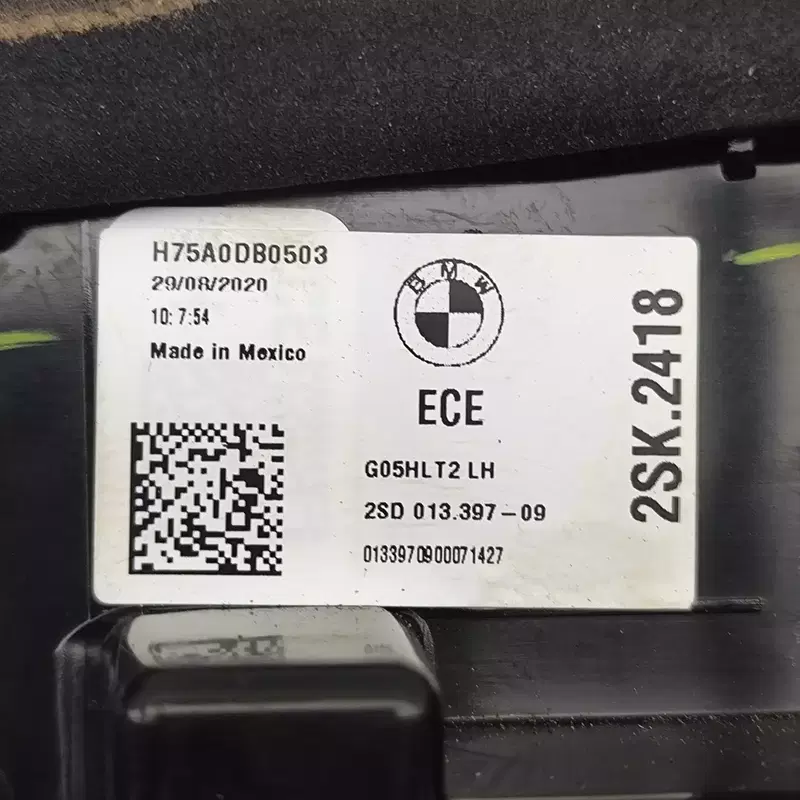 H75A0DB0503
29/08/2020
10: 7:54
Made in Mexico
BMW
ECE
G05HLT2 LH
2SD 013.397-09
0133970900071427
2SK.2418